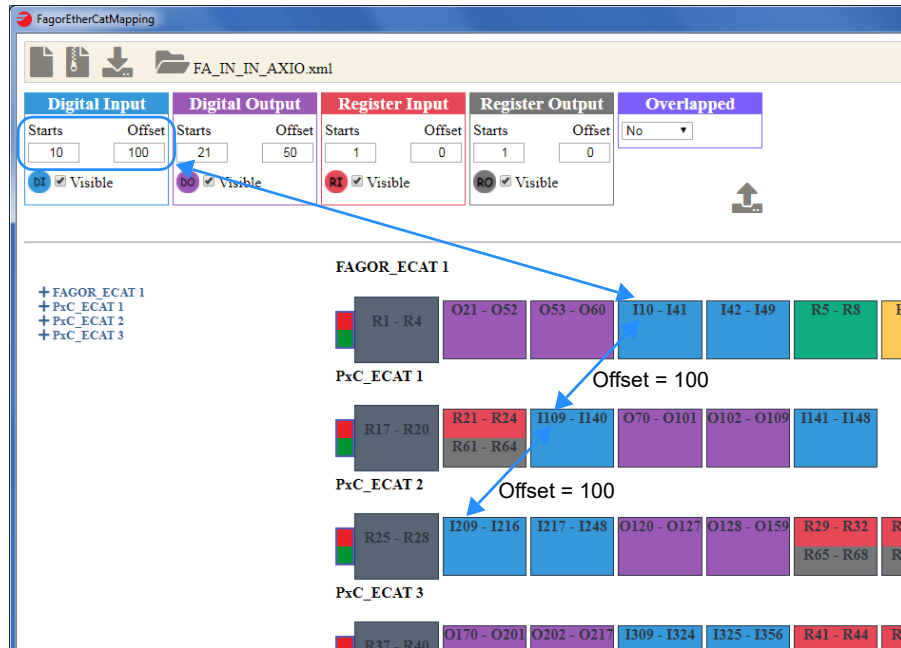 FagorEtherCatMapping
FA_IN_IN_AXIO.xml
Digital Input Digital Output Register Input Register Output Overlapped
Starts Offset Starts Offset Starts Offset Starts Offset No
10 100 21 50 1 0 1 0
DI Visible DO Visible RI Visible RO Visible
FAGOR_ECAT 1
FAGOR_ECAT 1
PxC_ECAT 1
PxC_ECAT 2
PxC_ECAT 3
R1 - R4 O21 - O52 O53 - O60 I10 - I41 I42 - I49 R5 - R8
PxC_ECAT 1
Offset = 100
R17 - R20 R21 - R24 I109 - I140 O70 - O101 O102 - O109 I141 - I148
R61 - R64
PxC_ECAT 2
Offset = 100
R25 - R28 I209 - I216 I217 - I248 O120 - O127 O128 - O159 R29 - R32
R65 - R68
PxC_ECAT 3
R37 - R40 O170 - O201 O202 - O217 I309 - I324 I325 - I356 R41 - R44